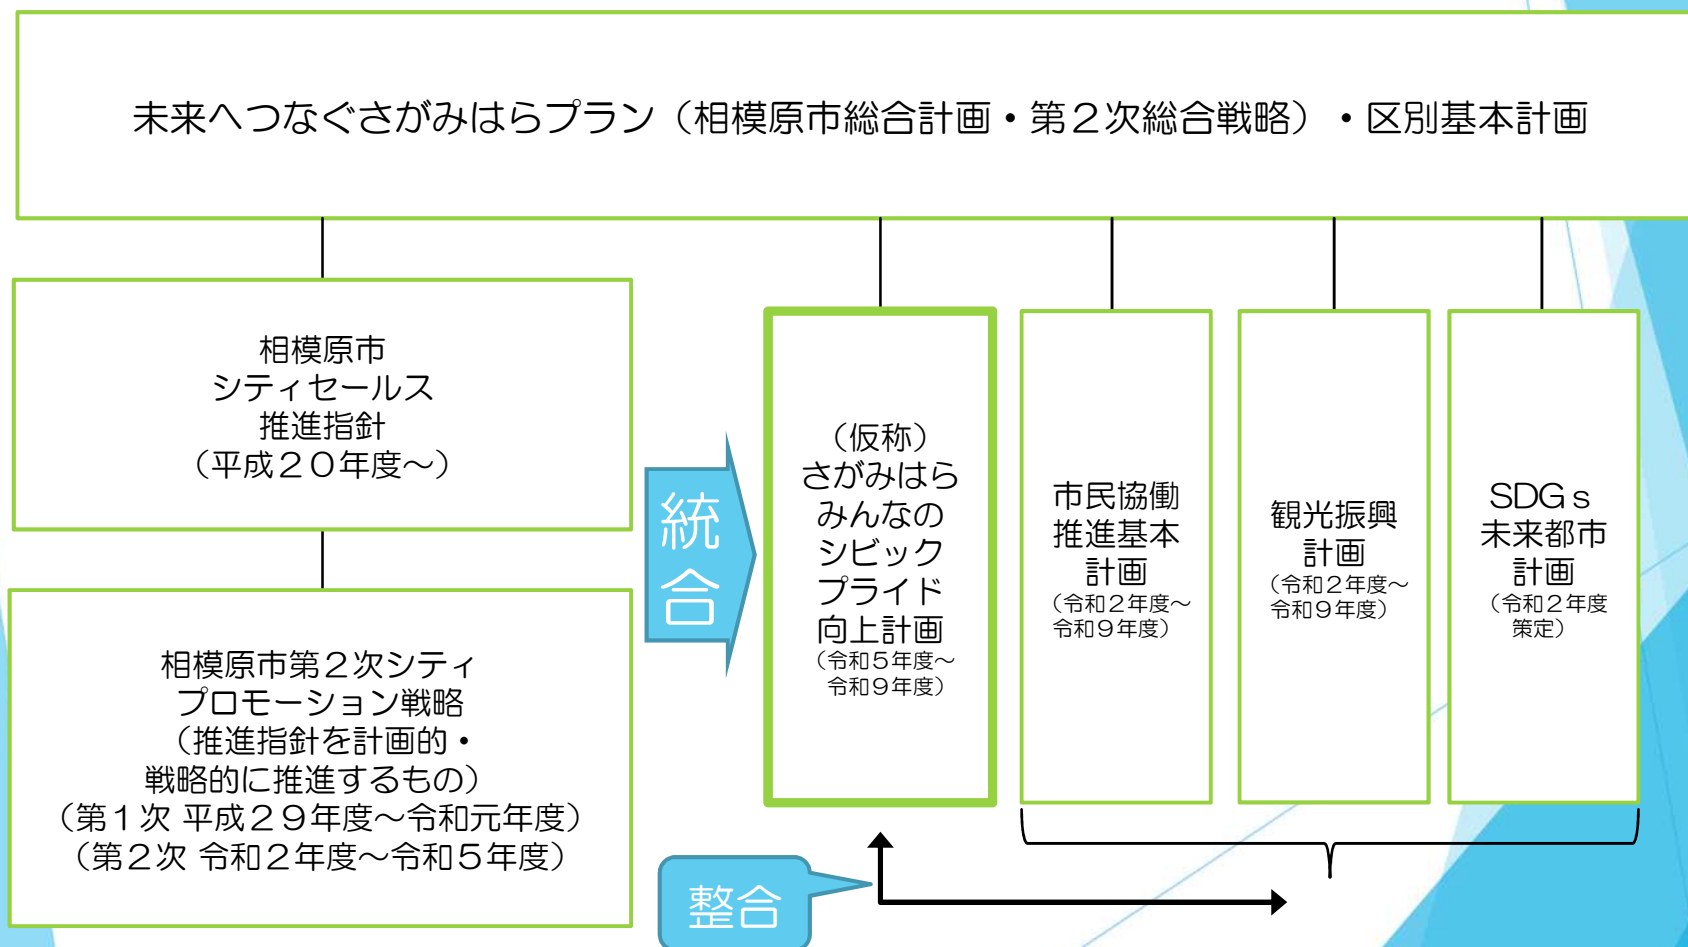 未来へつなぐさがみはらプラン（相模原市総合計画・第２次総合戦略）・区別基本計画
相模原市
シティセールス
推進指針
（平成２０年度～）
相模原市第２次シティ
プロモーション戦略
（推進指針を計画的・
戦略的に推進するもの）
（第１次 平成２９年度～令和元年度）
（第２次 令和２年度～令和５年度）
統
合
（仮称）
さがみはら
みんなの
シビック
プライド
向上計画
（令和５年度～
令和９年度）
市民協働
推進基本
計画
（令和２年度～
令和９年度）
観光振興
計画
（令和２年度～
令和９年度）
SDGｓ
未来都市
計画
（令和２年度
策定）
整合